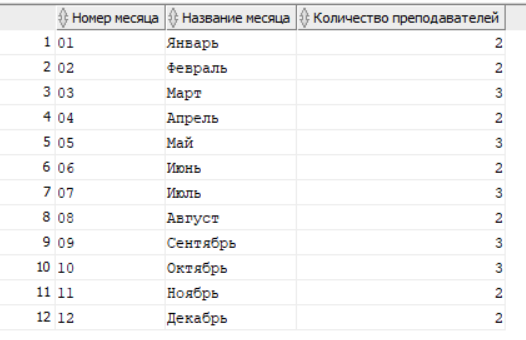 Номер месяца Название месяца Количество преподавателей
1 01 Январь 2
2 02 Февраль 2
3 03 Март 3
4 04 Апрель 2
5 05 Май 3
6 06 Июнь 2
7 07 Июль 3
8 08 Август 2
9 09 Сентябрь 3
10 10 Октябрь 3
11 11 Ноябрь 2
12 12 Декабрь 2